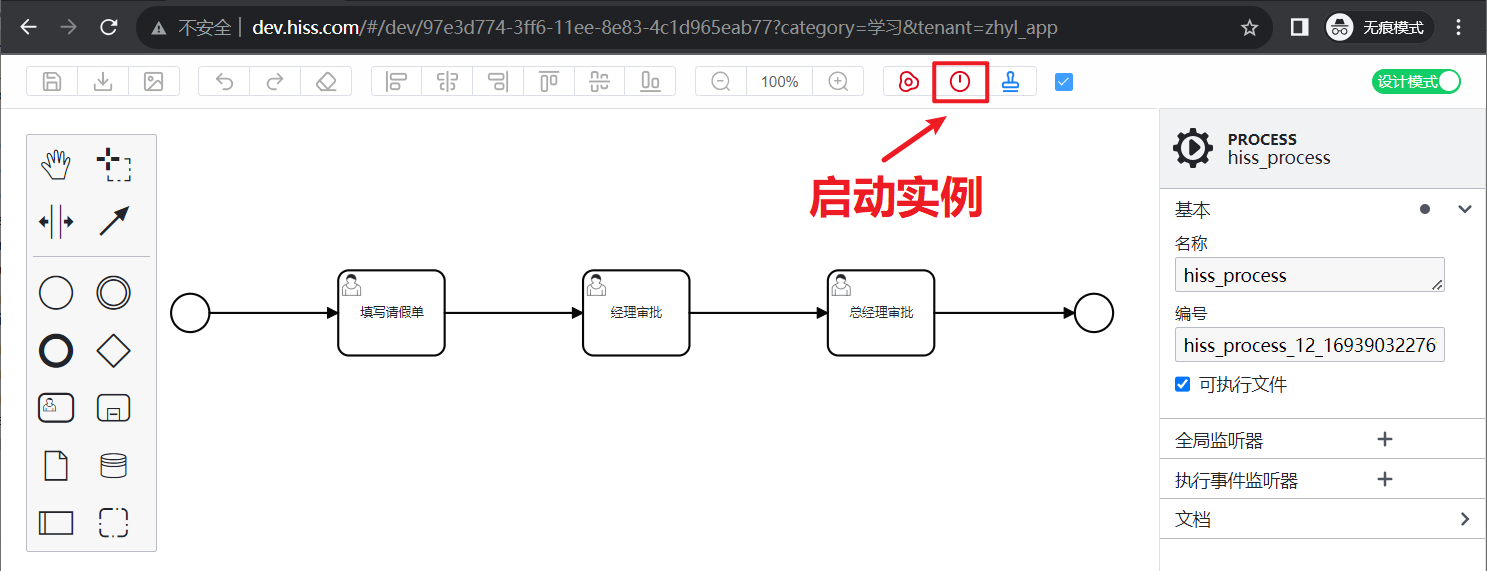 不安全 dev.hiss.com/#/dev/97e3d774-3ff6-11ee-8e83-4c1d965eab77?category=学习&tenant=zhyl_app 无痕模式
100% 设计模式
启动实例
填写请假单 经理审批 总经理审批
PROCESS
hiss_process
基本
名称
hiss_process
编号
hiss_process_12_16939032276
可执行文件
全局监听器
执行事件监听器
文档